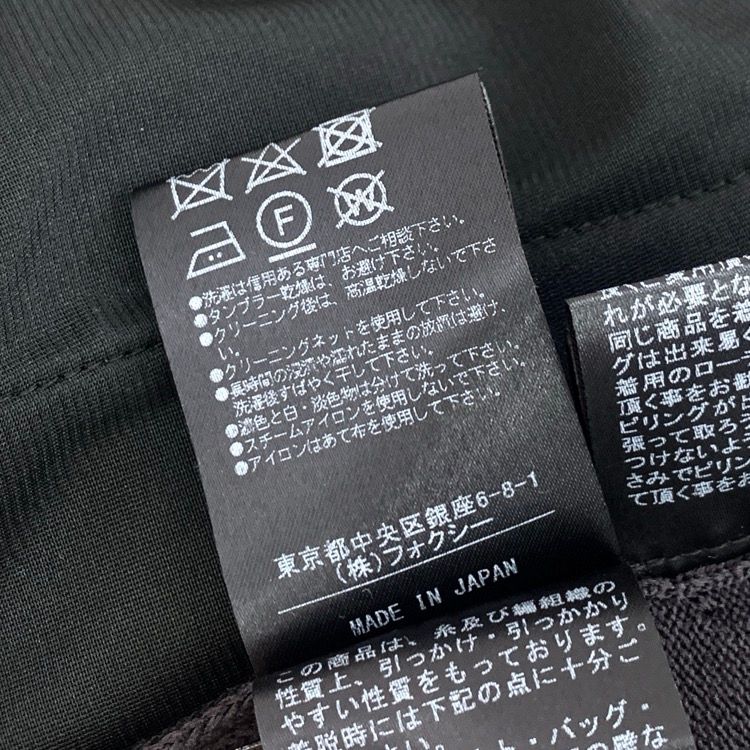 F
W
●洗濯は信用ある専門店へご相談下さい。
●タンブラー乾燥は、お避け下さい。
●クリーニング後は、高温乾燥しないで下さ
い。
●クリーニングネットを使用して下さい。
●長時間の浸漬や濡れたままの放置は避け、
洗濯後すばやく干して下さい。
●濃色と白・淡色物は分けて洗って下さい。
●スチームアイロンを使用して下さい。
●アイロンはあて布を使用して下さい。
東京都中央区銀座6-8-1
(株)フォクシー
MADE IN JAPAN
この商品は、糸及び編組織の
性質上、引っかけ・引っかかり
やすい性質をもっております。
着脱時には下記の点に十分ご
れが必要とな
同じ商品を着
グは出来易く
着用のロー
頂く事をお勧
ピリングが
張って取ろ
つけないよ
さみでピリン
て頂く事をお